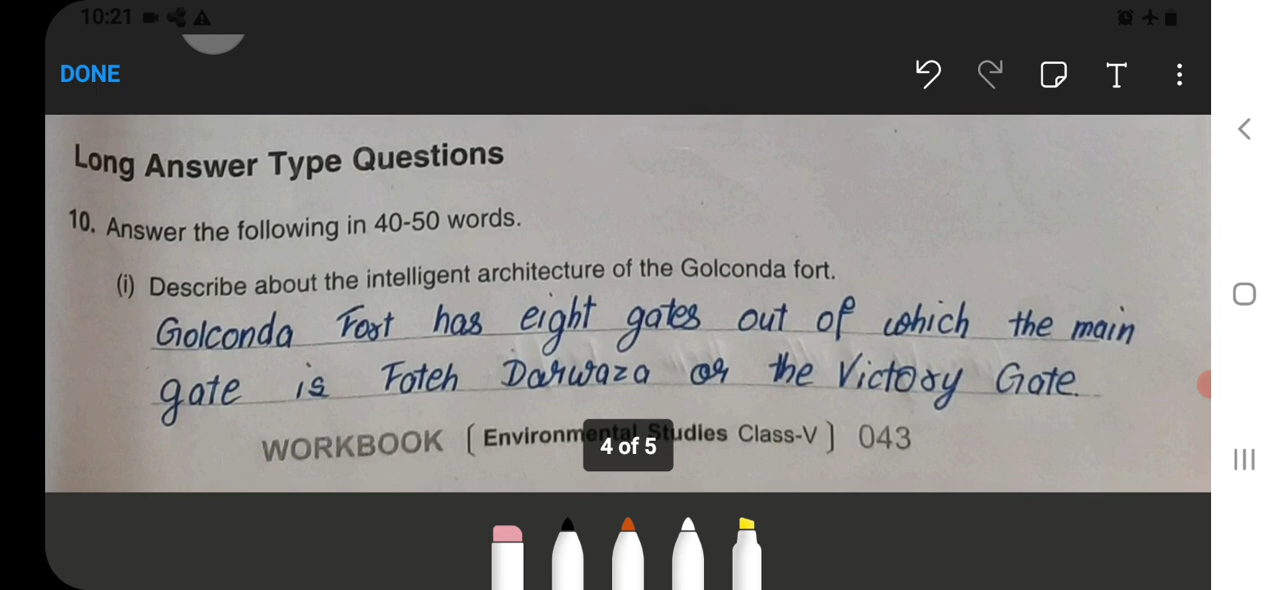 10:21
DONE
T
Long Answer Type Questions
10. Answer the following in 40-50 words.
(i) Describe about the intelligent architecture of the Golconda fort.
Golconda Fort has eight gates out of which the main
gate is Fateh Darwaza or the Victory Gate.
WORKBOOK [ Environmental Studies Class-V ] 043
4 of 5